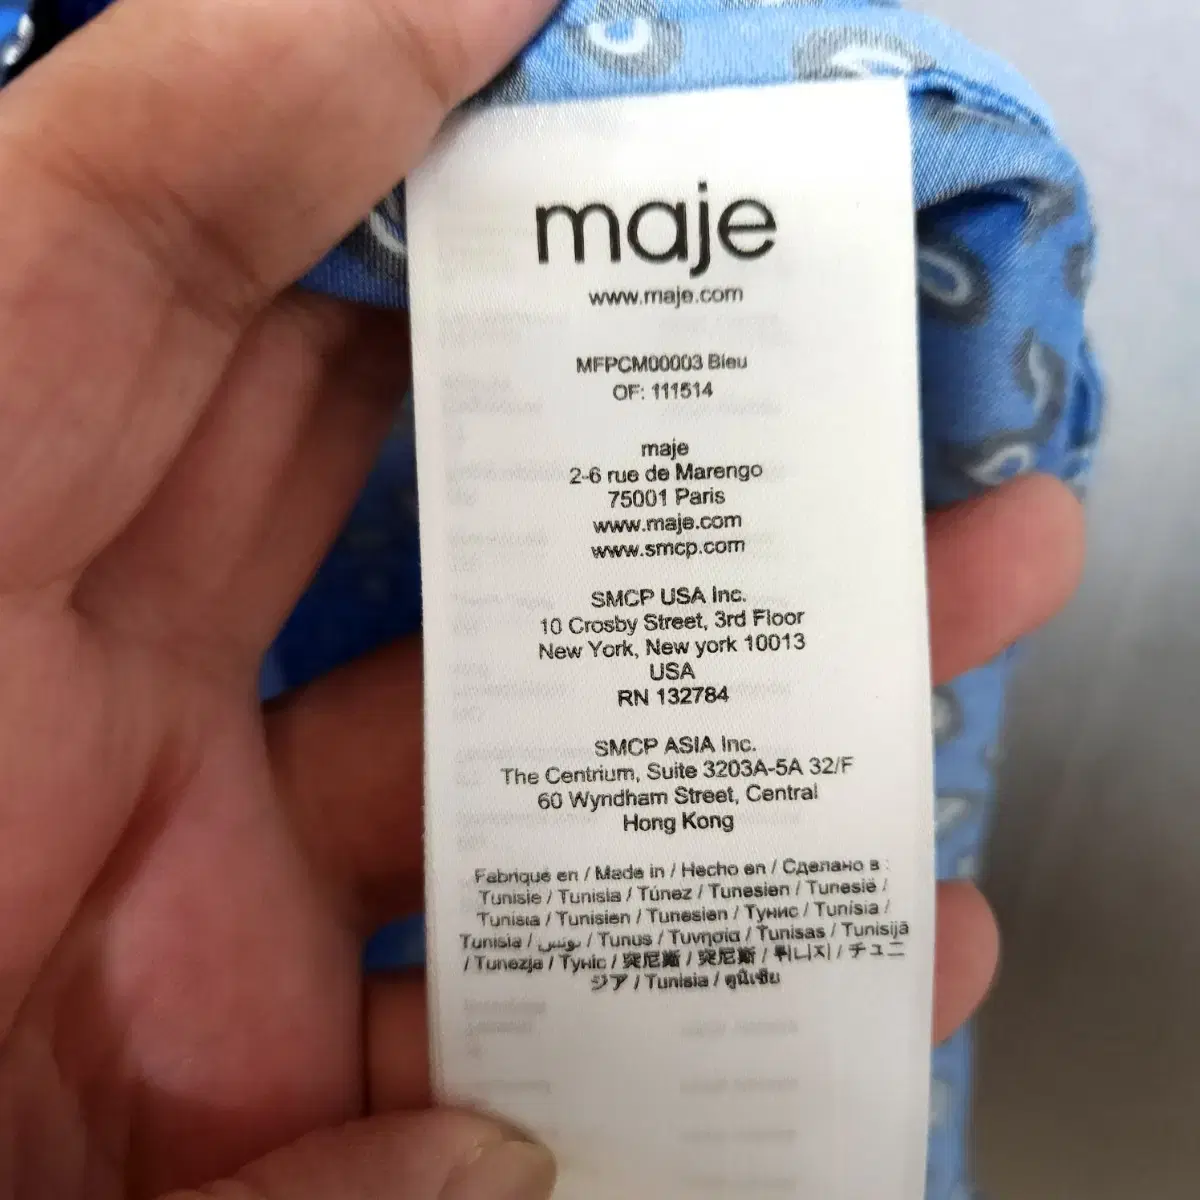 maje
www.maje.com
MFPCM00003 Bleu
OF: 111514
maje
2-6 rue de Marengo
75001 Paris
www.maje.com
www.smcp.com
SMCP USA Inc.
10 Crosby Street, 3rd Floor
New York, New york 10013
USA
RN 132784
SMCP ASIA Inc.
The Centrium, Suite 3203A-5A 32/F
60 Wyndham Street, Central
Hong Kong
Fabriqué en / Made in / Hecho en / Сделано в :
Tunisie / Tunisia / Túnez / Tunesien / Tunesië /
Tunisia / Tunisien / Tunesien / Тунис / Tunísia /
Tunisia / تونس / Tunus / Τυνησία / Tunisas / Tunisijā
/ Tunezja / Туніс / 突尼斯 / 突尼斯 / 튀니지 / チュニ
ジア / Tunisia / ตูนิเซีย